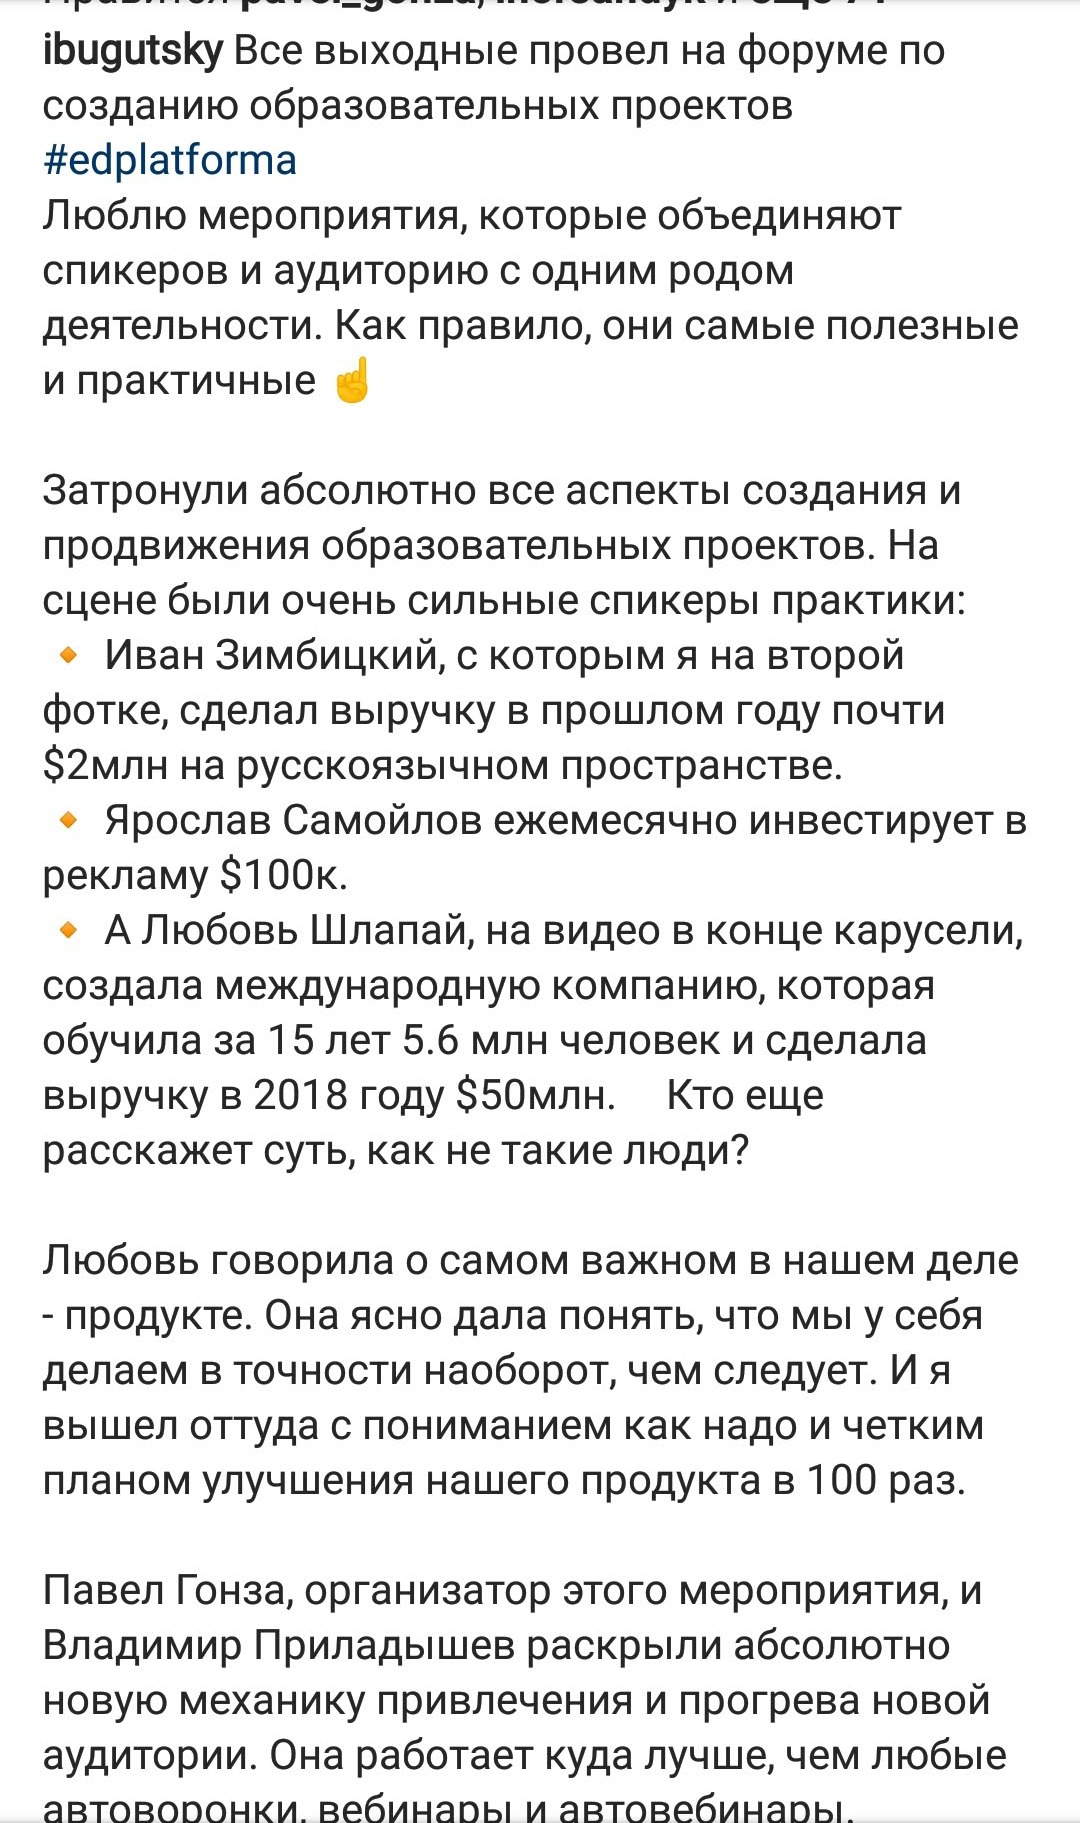 ibugutsky Все выходные провел на форуме по
созданию образовательных проектов
#edplatforma
Люблю мероприятия, которые объединяют
спикеров и аудиторию с одним родом
деятельности. Как правило, они самые полезные
и практичные ☝
Затронули абсолютно все аспекты создания и
продвижения образовательных проектов. На
сцене были очень сильные спикеры практики:
🔸 Иван Зимбицкий, с которым я на второй
фотке, сделал выручку в прошлом году почти
$2млн на русскоязычном пространстве.
🔸 Ярослав Самойлов ежемесячно инвестирует в
рекламу $100к.
🔸 А Любовь Шлапай, на видео в конце карусели,
создала международную компанию, которая
обучила за 15 лет 5.6 млн человек и сделала
выручку в 2018 году $50млн. Кто еще
расскажет суть, как не такие люди?
Любовь говорила о самом важном в нашем деле
- продукте. Она ясно дала понять, что мы у себя
делаем в точности наоборот, чем следует. И я
вышел оттуда с пониманием как надо и четким
планом улучшения нашего продукта в 100 раз.
Павел Гонза, организатор этого мероприятия, и
Владимир Приладышев раскрыли абсолютно
новую механику привлечения и прогрева новой
аудитории. Она работает куда лучше, чем любые
автоворонки, вебинары и автовебинары.